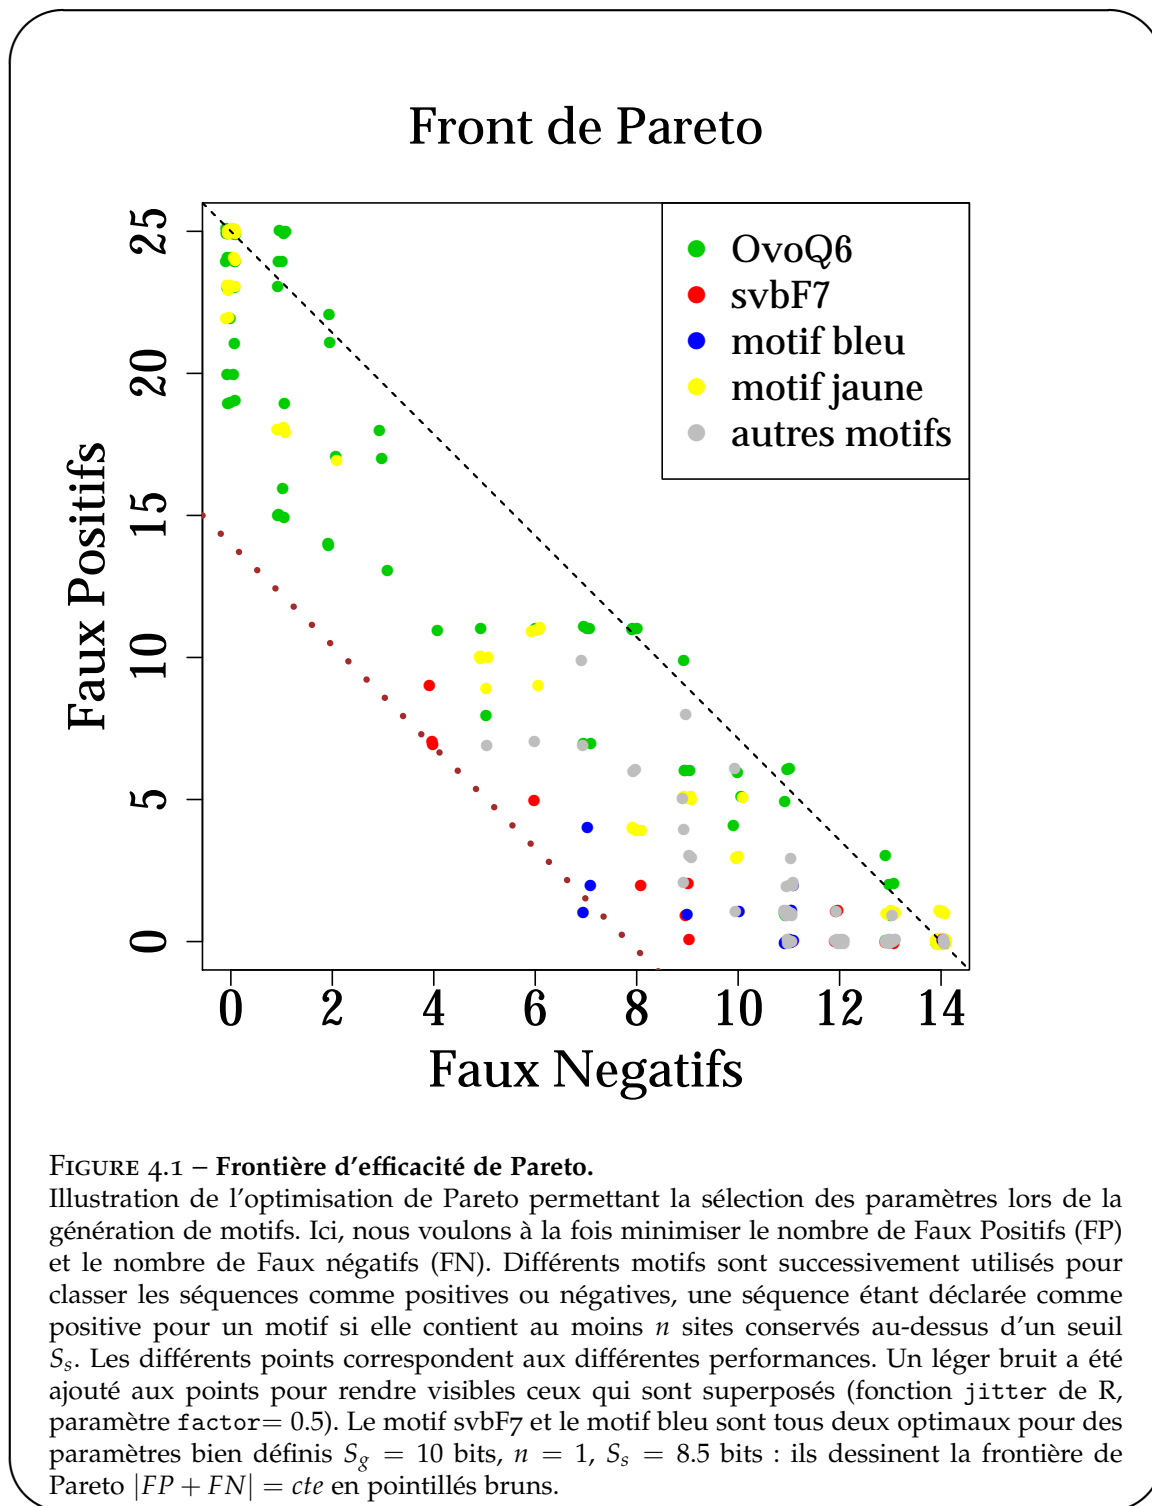 Front de Pareto
25
20
15
10
5
0
Faux Positifs
OvoQ6
svbF7
motif bleu
motif jaune
autres motifs
0 2 4 6 8 10 12 14
Faux Negatifs
FIGURE 4.1 – Frontière d'efficacité de Pareto.
Illustration de l'optimisation de Pareto permettant la sélection des paramètres lors de la
génération de motifs. Ici, nous voulons à la fois minimiser le nombre de Faux Positifs (FP)
et le nombre de Faux négatifs (FN). Différents motifs sont successivement utilisés pour
classer les séquences comme positives ou négatives, une séquence étant déclarée comme
positive pour un motif si elle contient au moins n sites conservés au-dessus d'un seuil
Sₛ. Les différents points correspondent aux différentes performances. Un léger bruit a été
ajouté aux points pour rendre visibles ceux qui sont superposés (fonction jitter de R,
paramètre factor= 0.5). Le motif svbF7 et le motif bleu sont tous deux optimaux pour des
paramètres bien définis S_g = 10 bits, n = 1, Sₛ = 8.5 bits : ils dessinent la frontière de
Pareto |FP + FN| = cte en pointillés bruns.